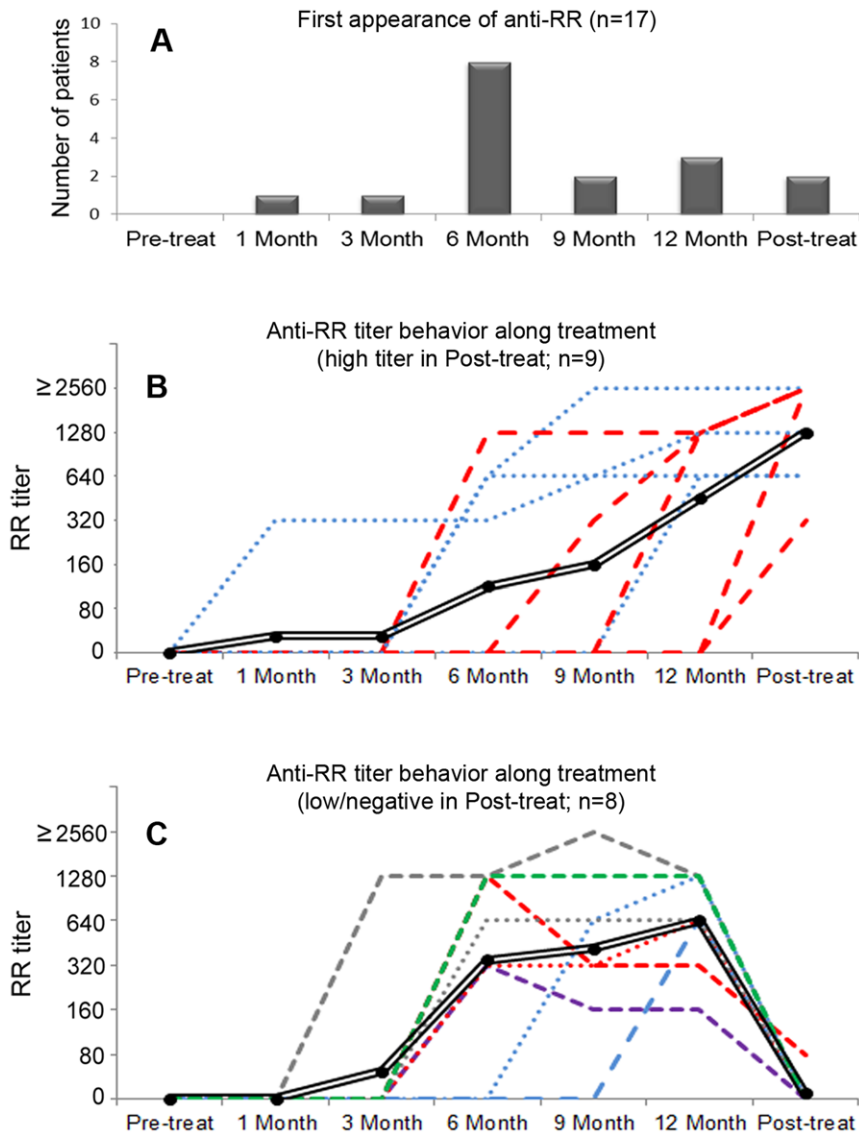 A
First appearance of anti-RR (n=17)
Number of patients
10
8
6
4
2
0
Pre-treat 1 Month 3 Month 6 Month 9 Month 12 Month Post-treat
Anti-RR titer behavior along treatment
(high titer in Post-treat; n=9)
B
RR titer
≥ 2560
1280
640
320
160
80
0
Pre-treat 1 Month 3 Month 6 Month 9 Month 12 Month Post-treat
Anti-RR titer behavior along treatment
(low/negative in Post-treat; n=8)
C
RR titer
≥ 2560
1280
640
320
160
80
0
Pre-treat 1 Month 3 Month 6 Month 9 Month 12 Month Post-treat